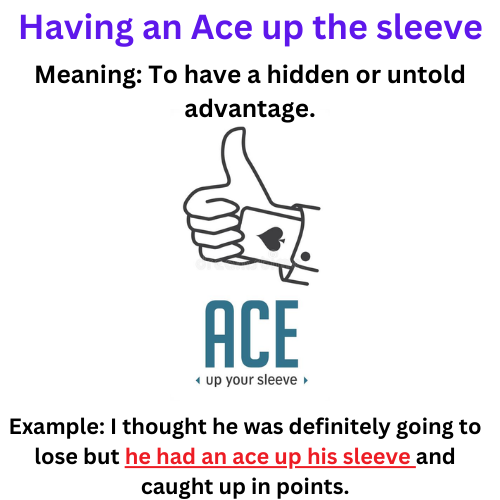 Having an Ace up the sleeve
Meaning: To have a hidden or untold
advantage.
ACE
up your sleeve
Example: I thought he was definitely going to
lose but he had an ace up his sleeve and
caught up in points.